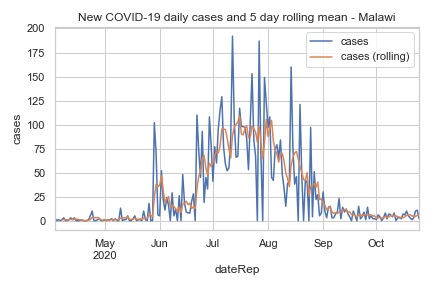 New COVID-19 daily cases and 5 day rolling mean - Malawi
cases
cases (rolling)
200
175
150
125
100
75
50
25
0
cases
May
2020
Jun
Jul
Aug
Sep
Oct
dateRep